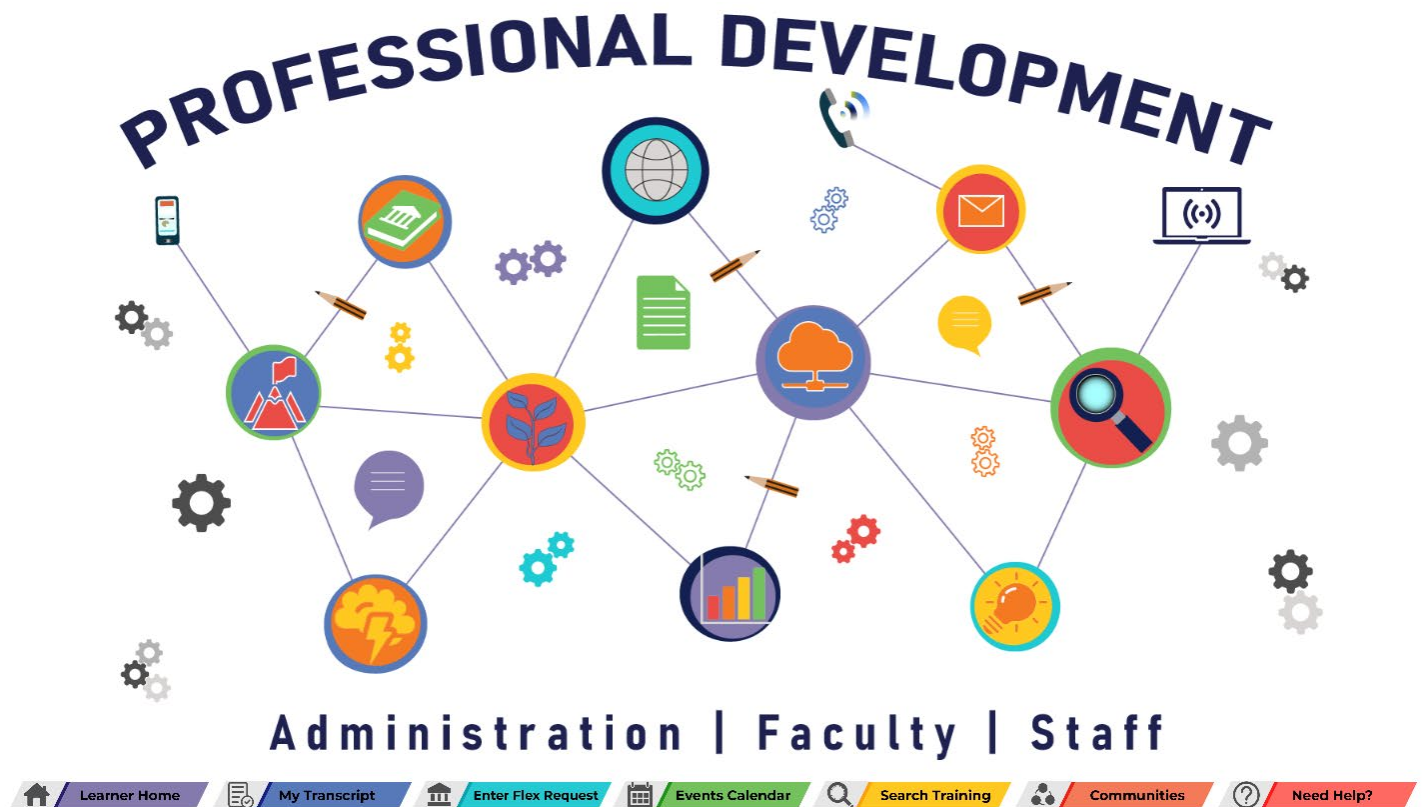 PROFESSIONAL DEVELOPMENT
Administration | Faculty | Staff
Learner Home
My Transcript
Enter Flex Request
Events Calendar
Search Training
Communities
Need Help?